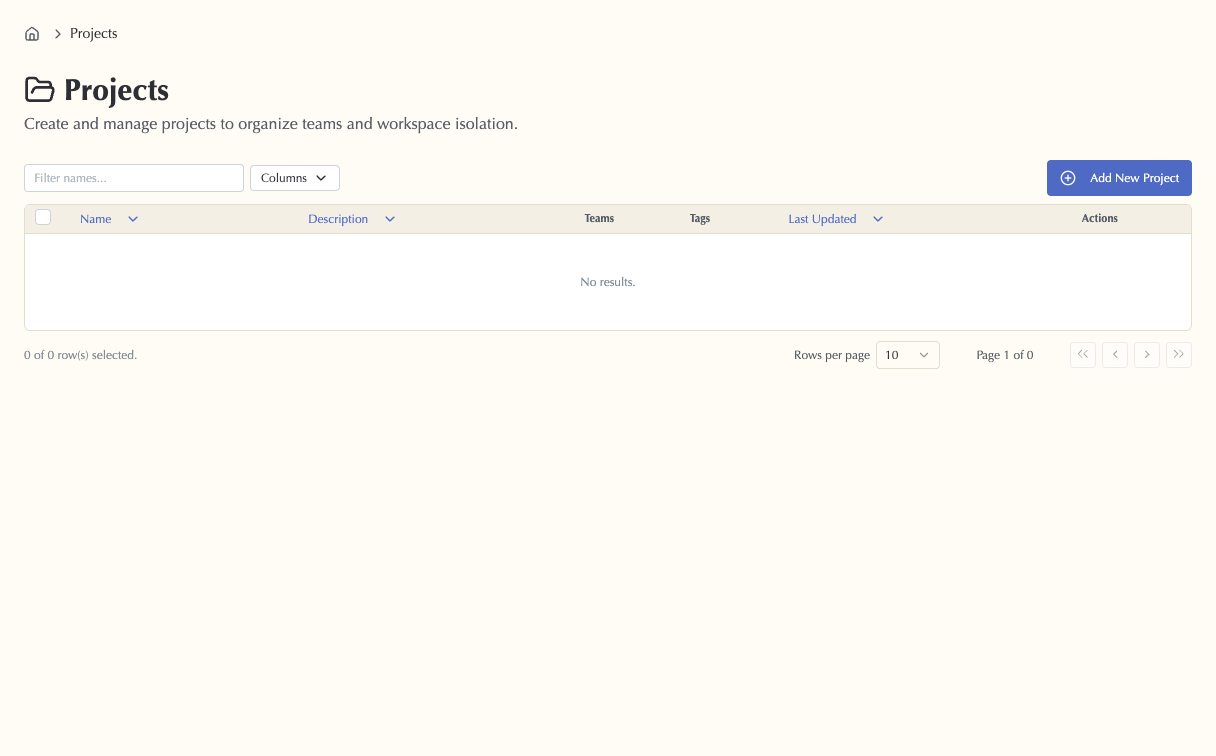 Projects
Projects
Create and manage projects to organize teams and workspace isolation.
Filter names...
Columns
Add New Project
Name
Description
Teams
Tags
Last Updated
Actions
No results.
0 of 0 row(s) selected.
Rows per page
10
Page 1 of 0